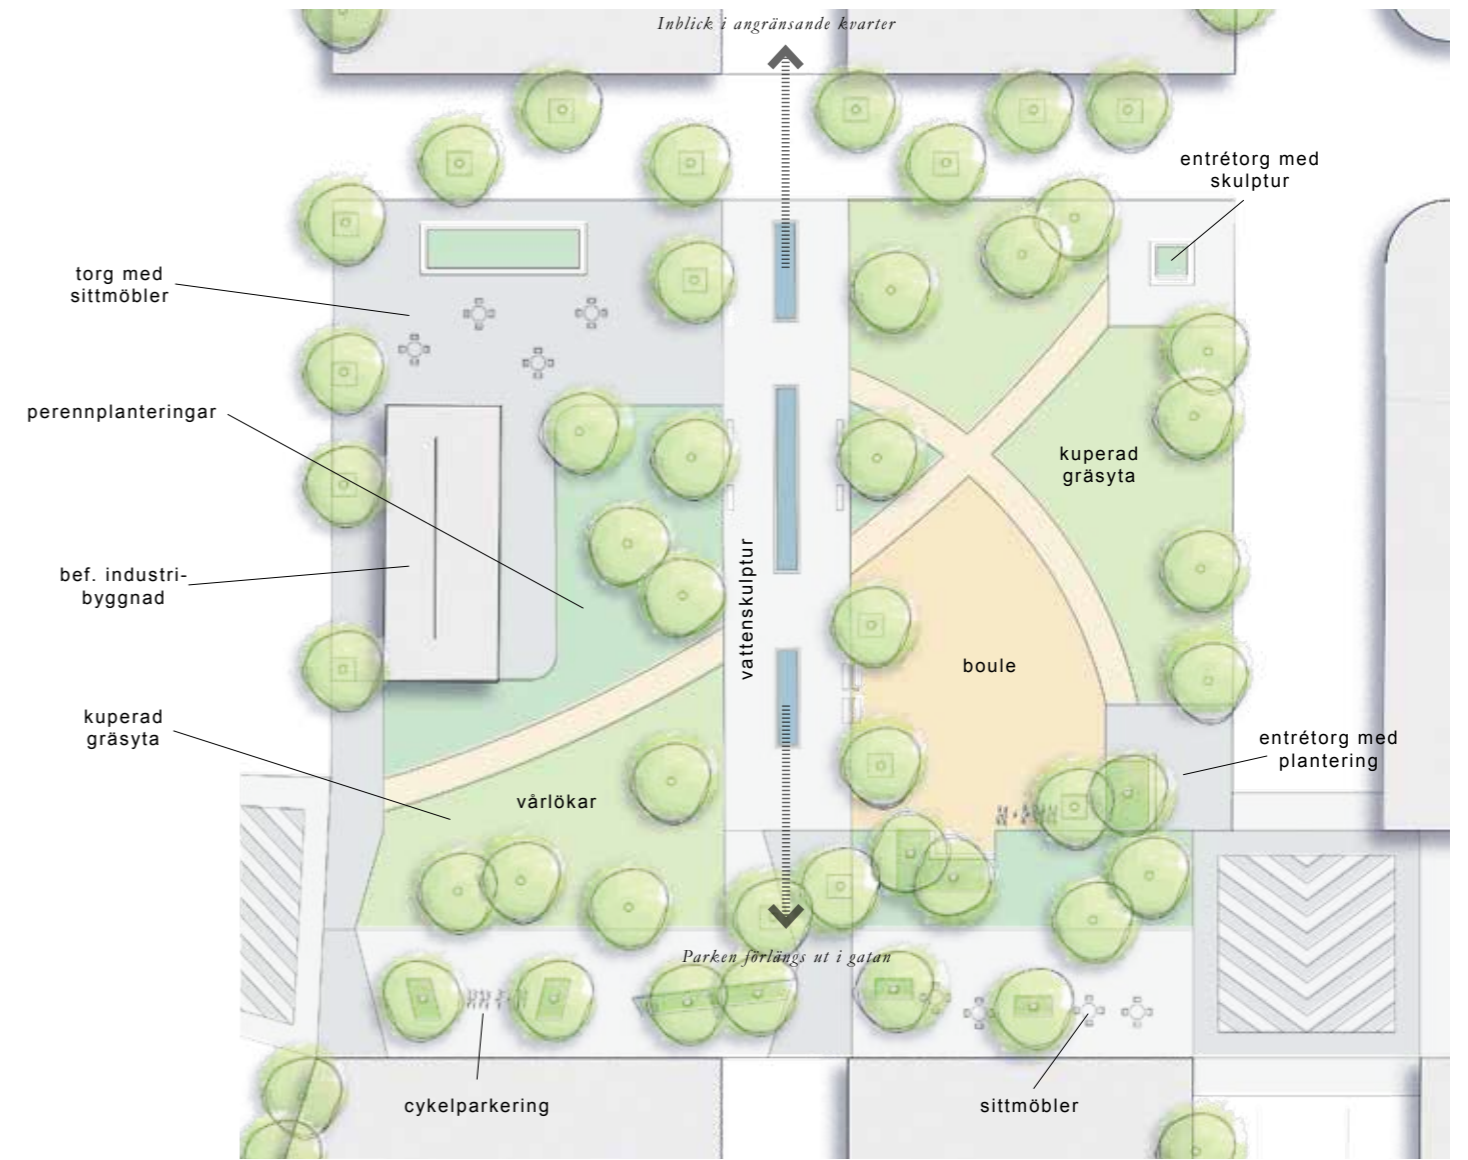 Inblick i angränsande kvarter
entrétorg med
skulptur
torg med
sittmöbler
perennplanteringar
kuperad
gräsyta
bef. industri-
byggnad
vattenskulptur
boule
kuperad
gräsyta
entrétorg med
plantering
vårlökar
Parken förlängs ut i gatan
cykelparkering
sittmöbler